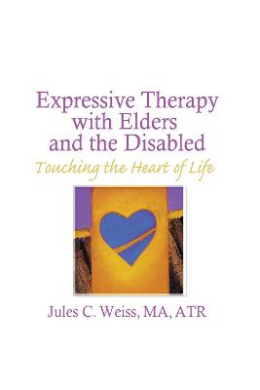 Expressive Therapy
with Elders
and the Disabled
Touching the Heart of Life
Jules C. Weiss, MA, ATR